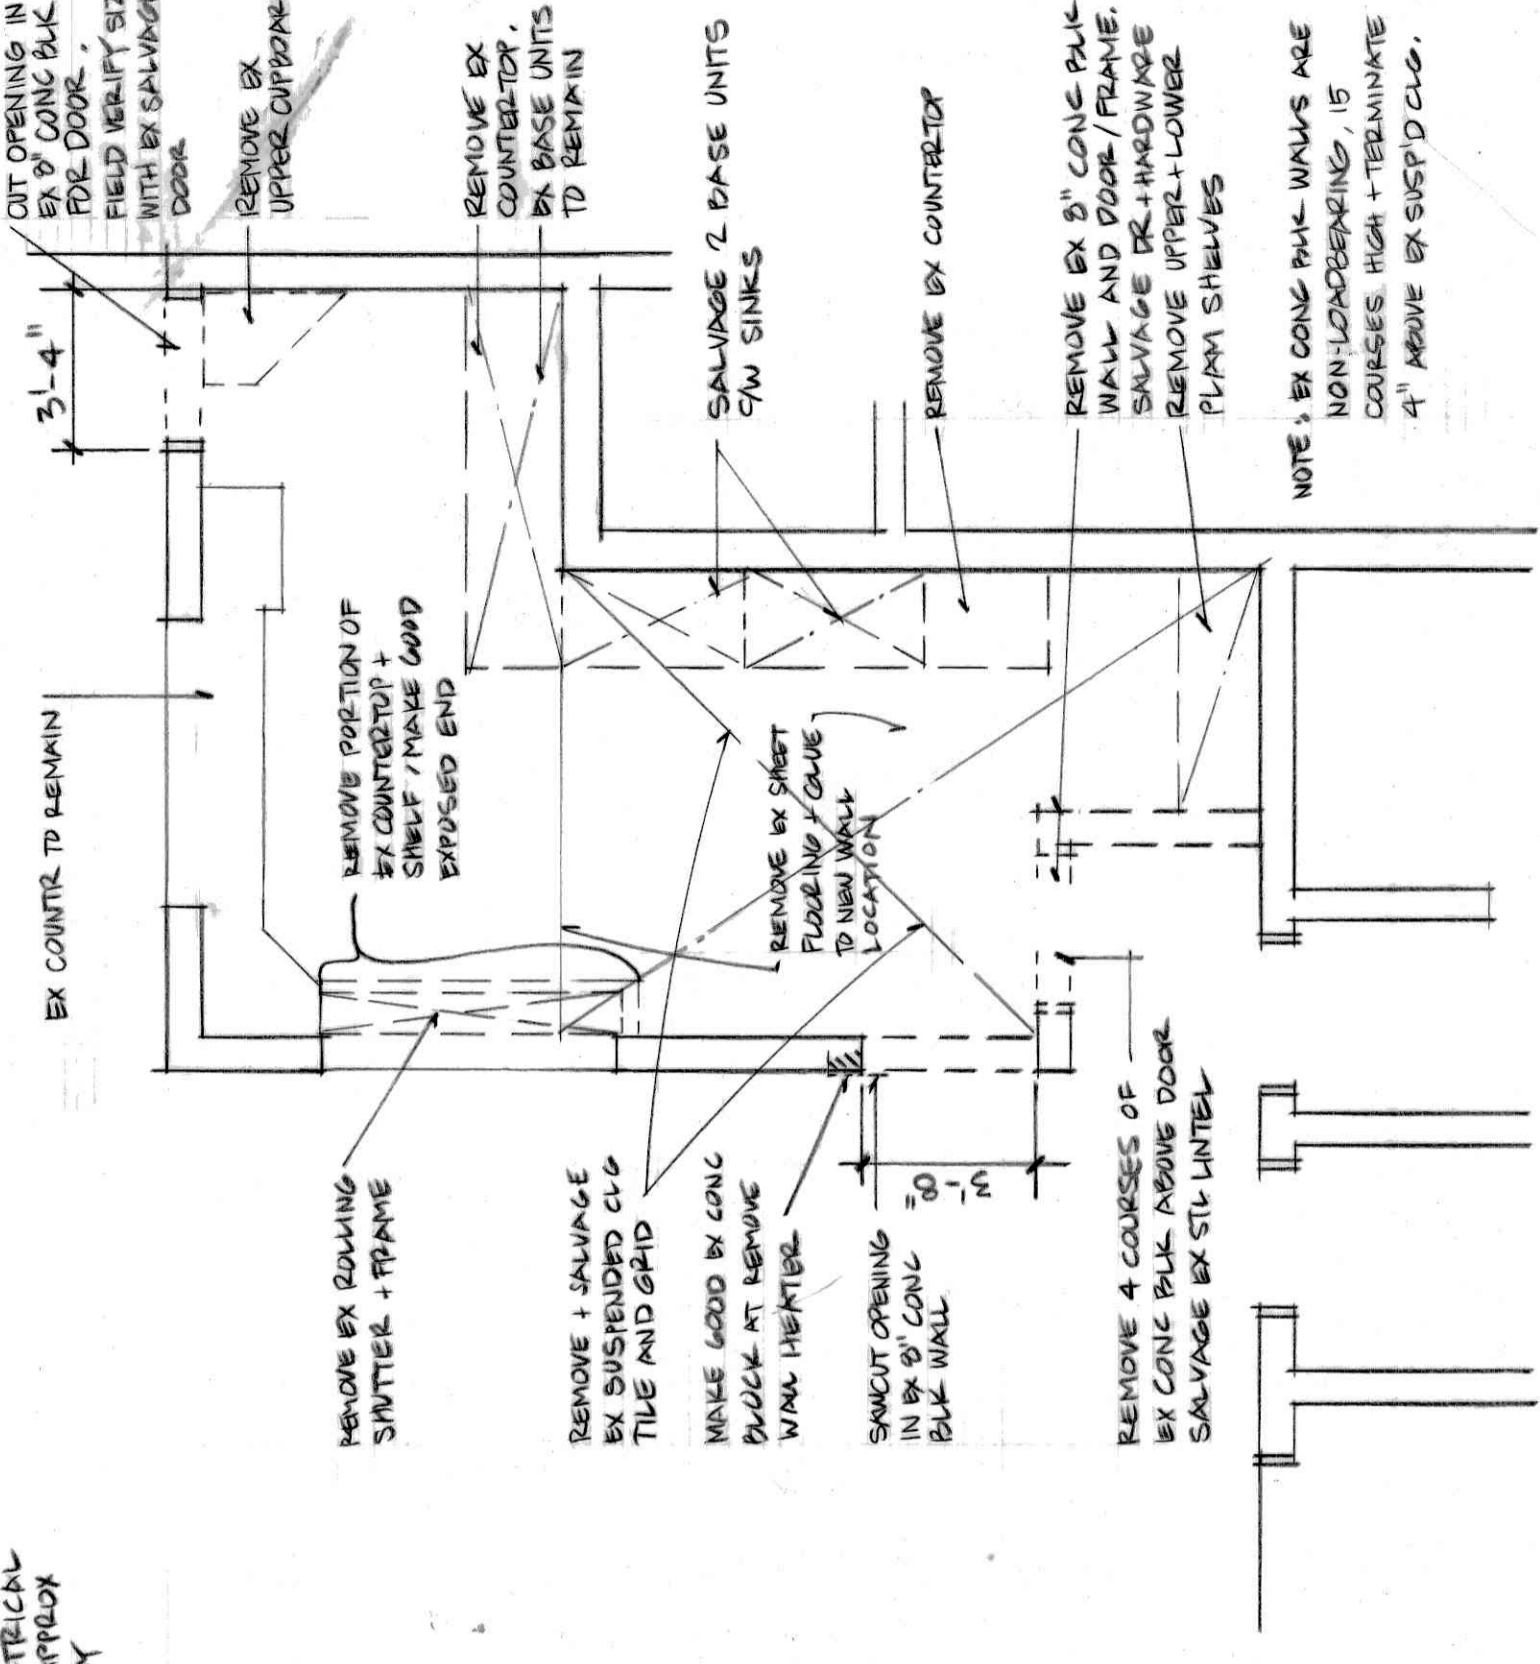 CUT OPENING IN
EX 8" CONC BLK
FOR DOOR.
FIELD VERIFY
WITH EX
DOOR
REMOVE EX
UPPER
3'-4"
REMOVE EX
COUNTERTOP.
EX BASE UNITS
TO REMAIN
SALVAGE 2 BASE UNITS
C/W SINKS
REMOVE EX COUNTERTOP
REMOVE EX 8" CONC BLK
WALL AND DOOR/FRAME.
SALVAGE DR + HARDWARE
REMOVE UPPER + LOWER
PLAM SHELVES
NOTE: EX CONC BLK WALLS ARE
NON-LOADBEARING, 15
COURSES HIGH + TERMINATE
4" ABOVE EX SUSP'D CLG.
EX COUNTR TO REMAIN
REMOVE PORTION OF
EX COUNTERTOP +
SHELF, MAKE GOOD
EXPOSED END
REMOVE EX SHEET
FLOORING + GLUE
TO NEW WALL
LOCATION
REMOVE EX ROLLING
SHUTTER + FRAME
REMOVE + SALVAGE
EX SUSPENDED CLG
TILE AND GRID
MAKE GOOD EX CONC
BLOCK AT REMOVE
WALL HEATER
SAWCUT OPENING
IN EX 8" CONC
BLK WALL
3'-8"
REMOVE 4 COURSES OF
EX CONC BLK ABOVE DOOR
SALVAGE EX STL LINTEL